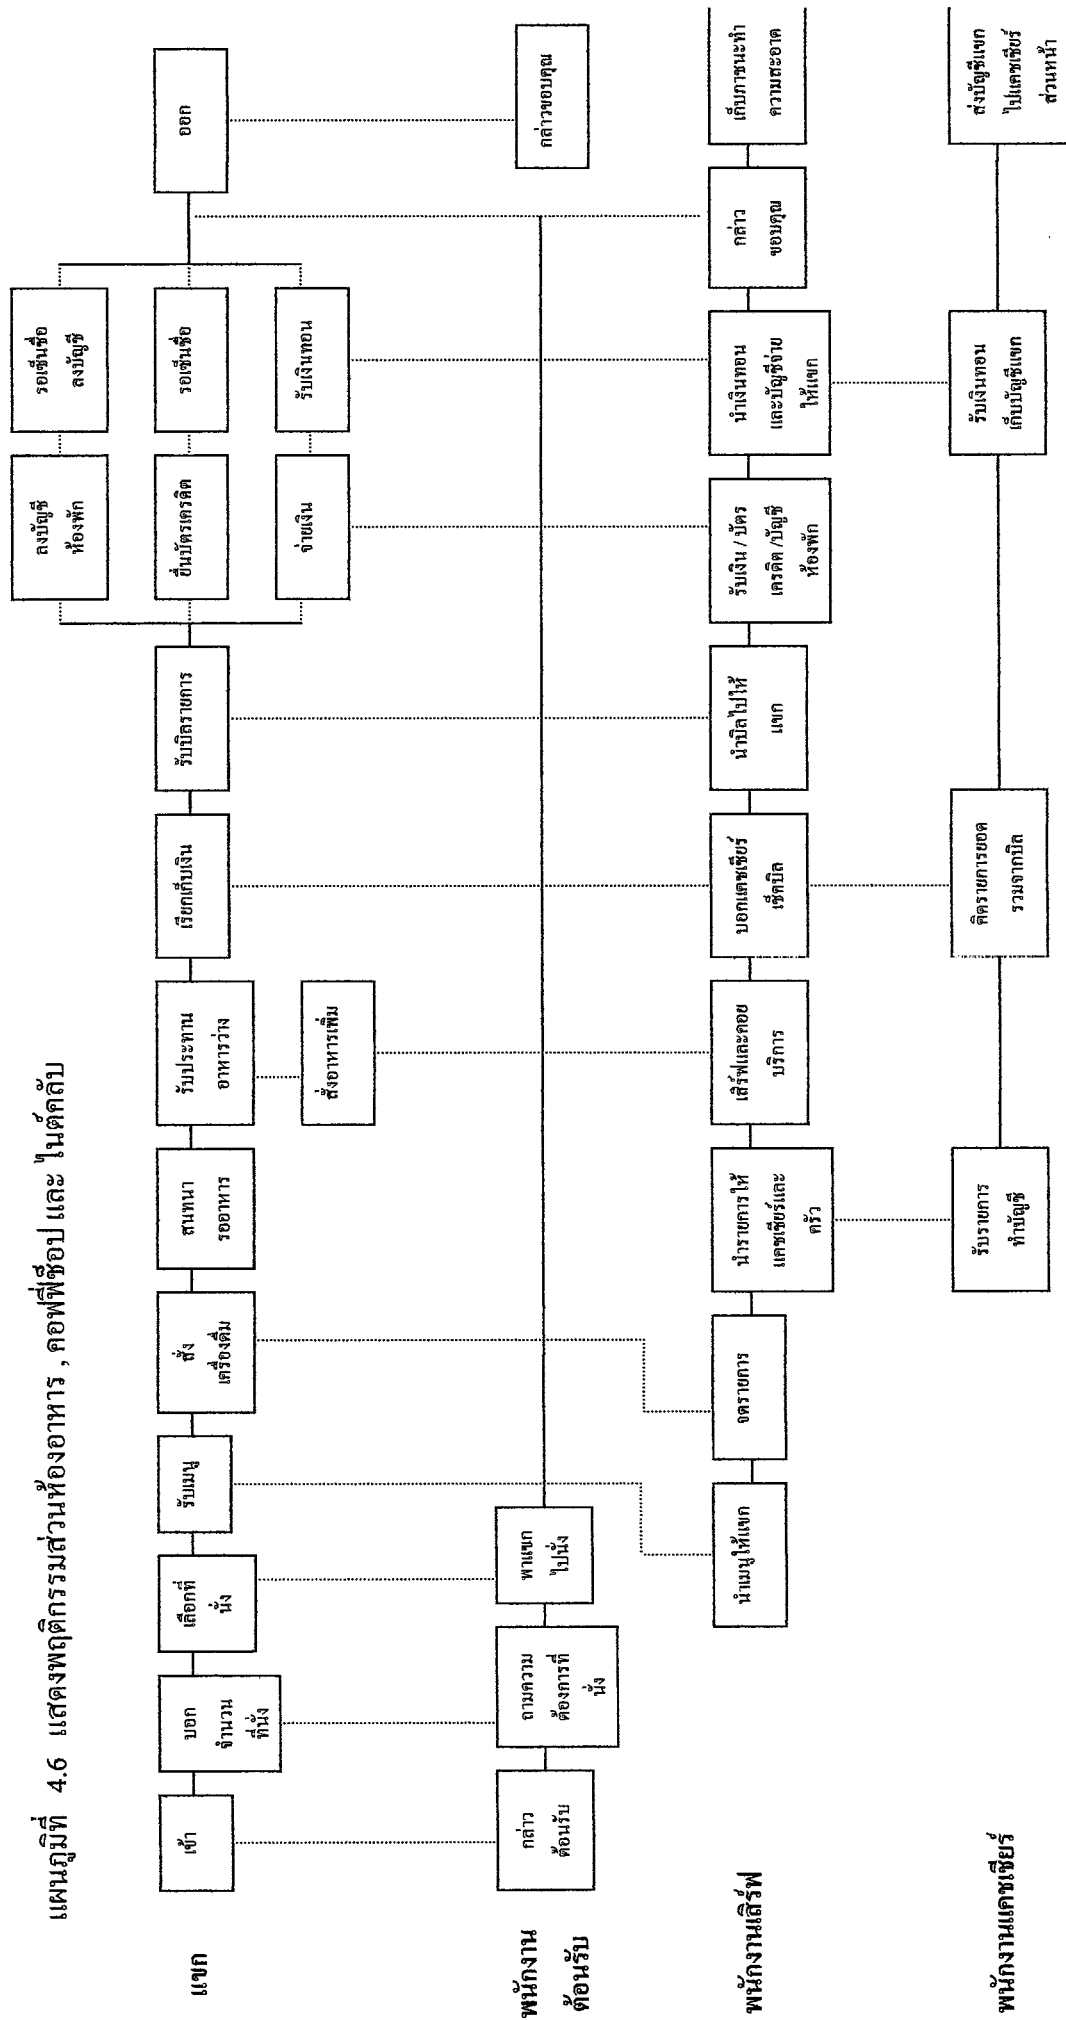 แผนภูมิที่ 4.6 แสดงพฤติกรรมส่วนห้องอาหาร , คอฟฟี่ช็อป และ ไนต์คลับ
แขก
เข้า
บอก
จำนวน
ที่นั่ง
เลือกที่
นั่ง
รับเมนู
สั่ง
เครื่องดื่ม
สนทนา
รออาหาร
รับประทาน
อาหารว่าง
สั่งอาหารเพิ่ม
เรียกเก็บเงิน
รับบิลรายการ
ลงบัญชี
ห้องพัก
รอเซ็นชื่อ
ลงบัญชี
ยื่นบัตรเครดิต
รอเซ็นชื่อ
จ่ายเงิน
รับเงินทอน
ออก
พนักงาน
ต้อนรับ
กล่าว
ต้อนรับ
ถามความ
ต้องการที่
นั่ง
พาแขก
ไปนั่ง
กล่าวขอบคุณ
พนักงานเสิร์ฟ
นำเมนูให้แขก
จดรายการ
นำรายการให้
แคชเชียร์และ
ครัว
เสิร์ฟและคอย
บริการ
บอกแคชเชียร์
เช็คบิล
นำบิลไปให้
แขก
รับเงิน / บัตร
เครดิต /บัญชี
ห้องพัก
นำเงินทอน
และบัญชีจ่าย
ให้แขก
กล่าว
ขอบคุณ
เก็บภาชนะทำ
ความสะอาด
พนักงานแคชเชียร์
รับรายการ
ทำบัญชี
คิดรายการยอด
รวมจากบิล
รับเงินทอน
เก็บบัญชีแขก
ส่งบัญชีแขก
ไปแคชเชียร์
ส่วนหน้า